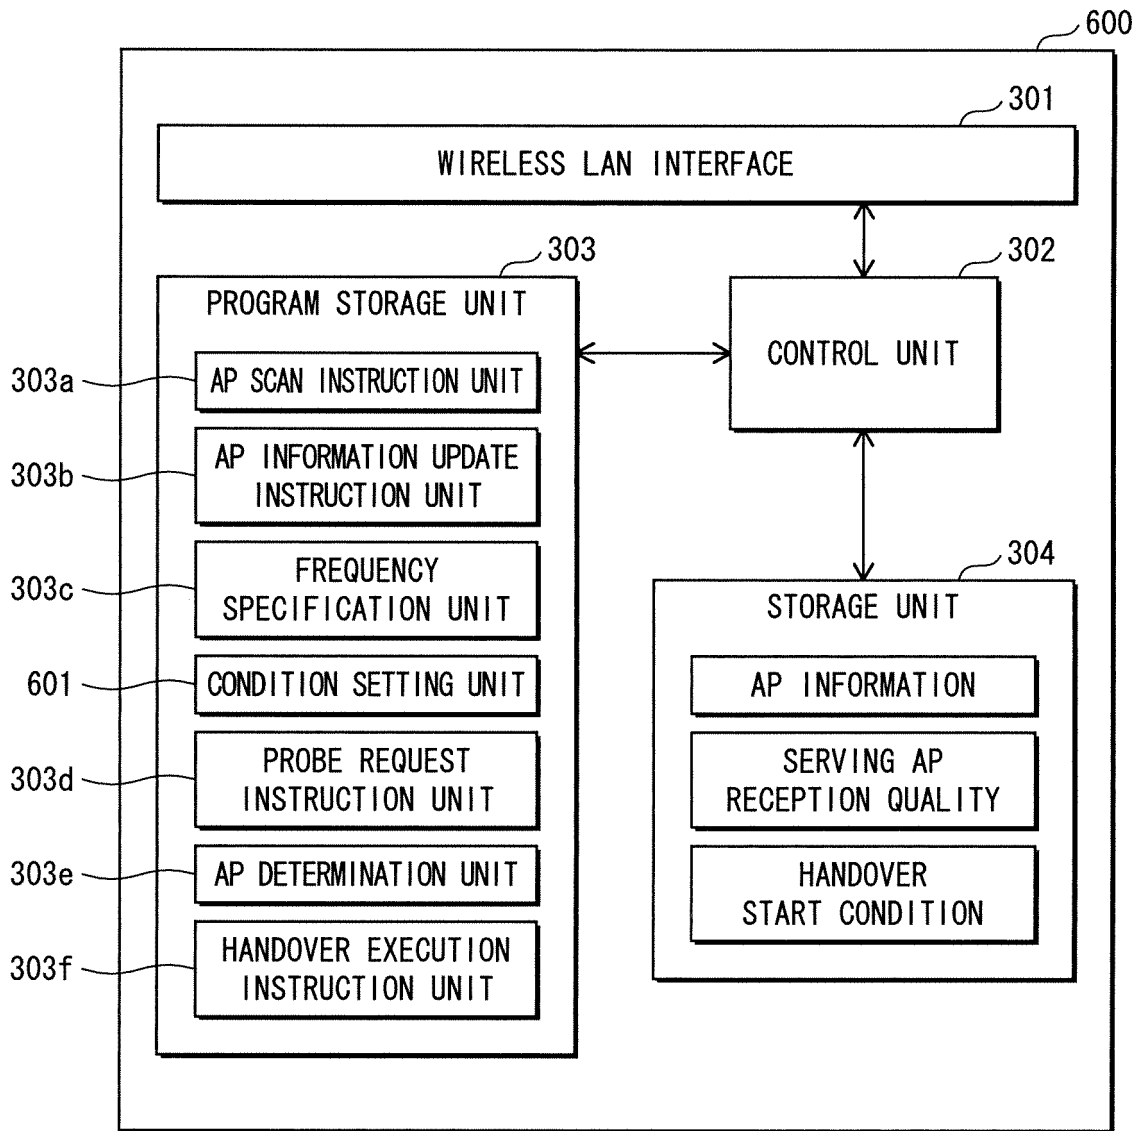 600
301
WIRELESS LAN INTERFACE
303
302
PROGRAM STORAGE UNIT
CONTROL UNIT
303a
AP SCAN INSTRUCTION UNIT
303b
AP INFORMATION UPDATE
INSTRUCTION UNIT
303c
FREQUENCY
SPECIFICATION UNIT
601
CONDITION SETTING UNIT
303d
PROBE REQUEST
INSTRUCTION UNIT
303e
AP DETERMINATION UNIT
303f
HANDOVER EXECUTION
INSTRUCTION UNIT
304
STORAGE UNIT
AP INFORMATION
SERVING AP
RECEPTION QUALITY
HANDOVER
START CONDITION